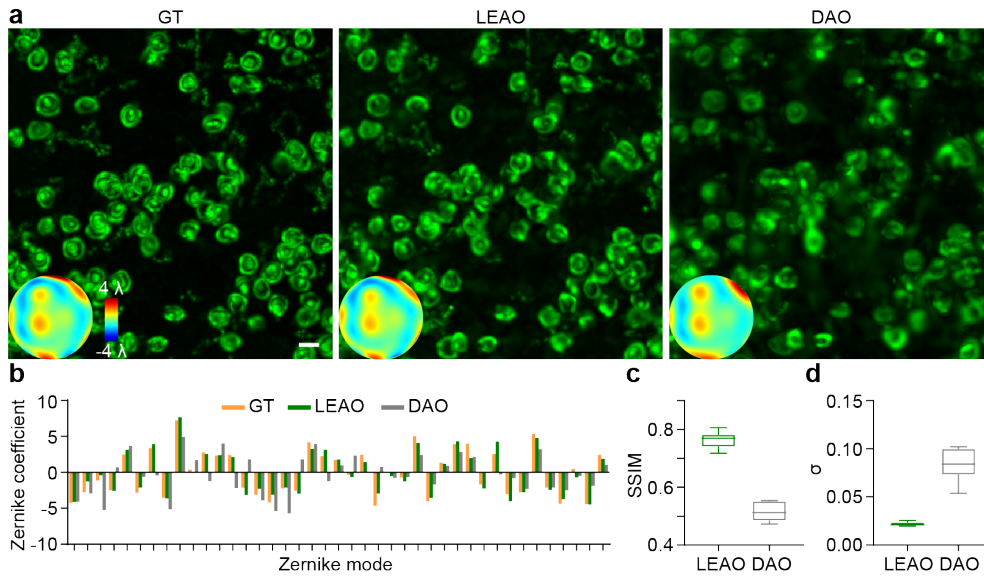 a
GT
LEAO
DAO
4 λ
-4 λ
b
Zernike coefficient
10
5
0
-5
-10
GT
LEAO
DAO
Zernike mode
c
SSIM
0.8
0.6
0.4
LEAO
DAO
d
σ
0.15
0.10
0.05
0.00
LEAO
DAO